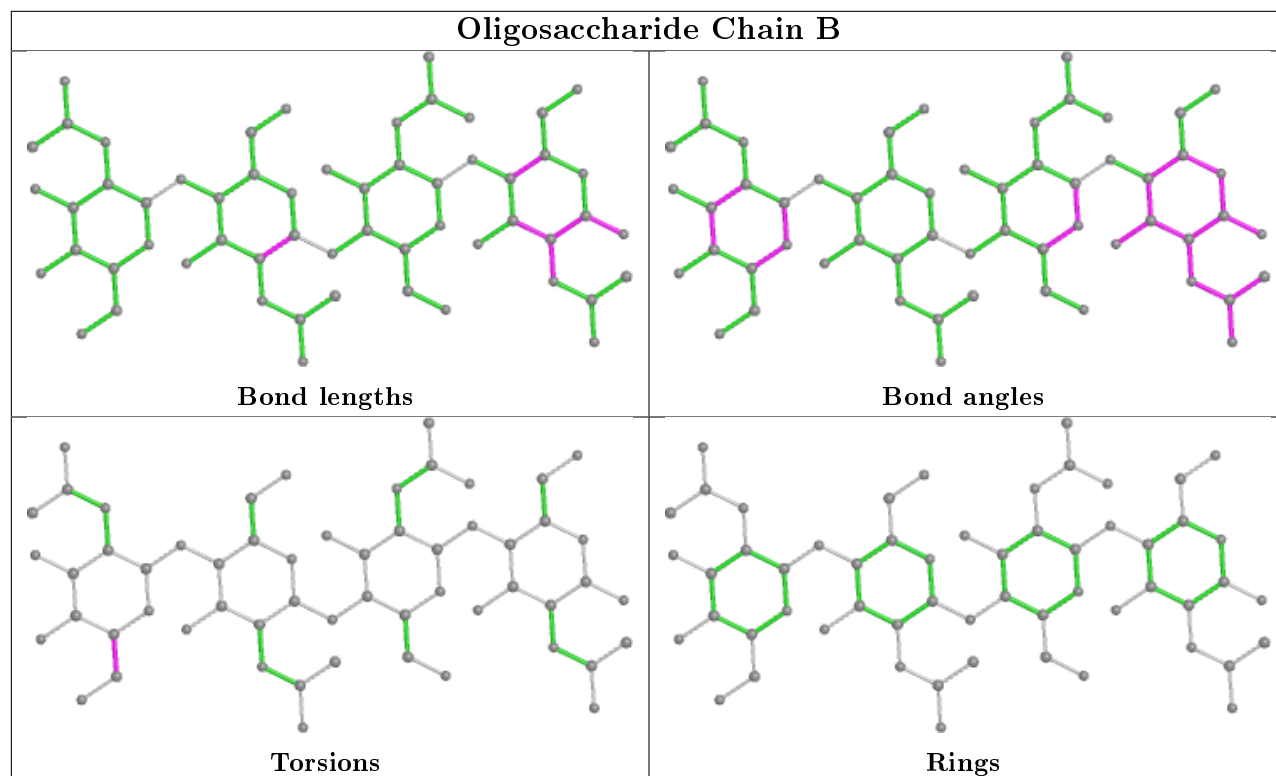 Oligosaccharide Chain B
Bond lengths
Bond angles
Torsions
Rings